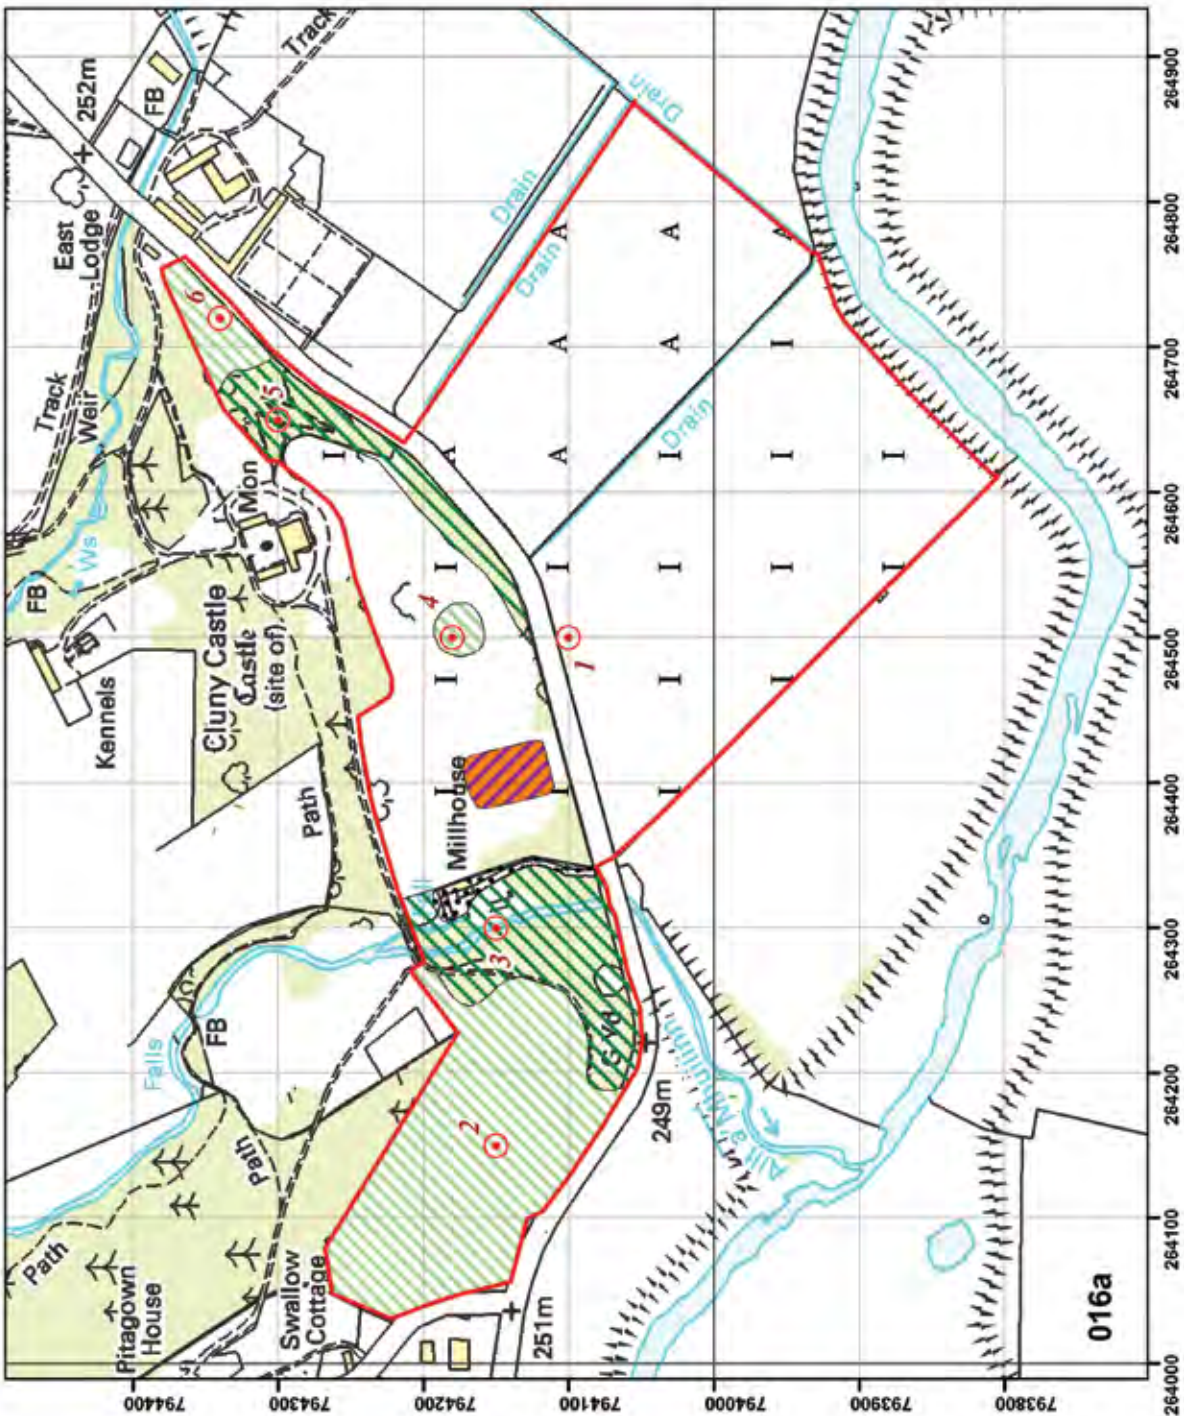 794400
794300
794200
794100
794000
793900
793800
Path
Pitagown
House
Path
Falls
FB
Kennels
FB
Ws
Track
Weir
East
Lodge
252m
FB
Track
Cluny Castle
Castle
(site of)
Mon
Path
Swallow
Cottage
6
5
I
4
3
2
Millhouse
I I I A
Drain
Drain
251m
1
I I A A A
Drain
249m
Allt a' Mhuilinn
Drain
I I I I A A
I I I I A
I I
016a
264000
264100
264200
264300
264400
264500
264600
264700
264800
264900